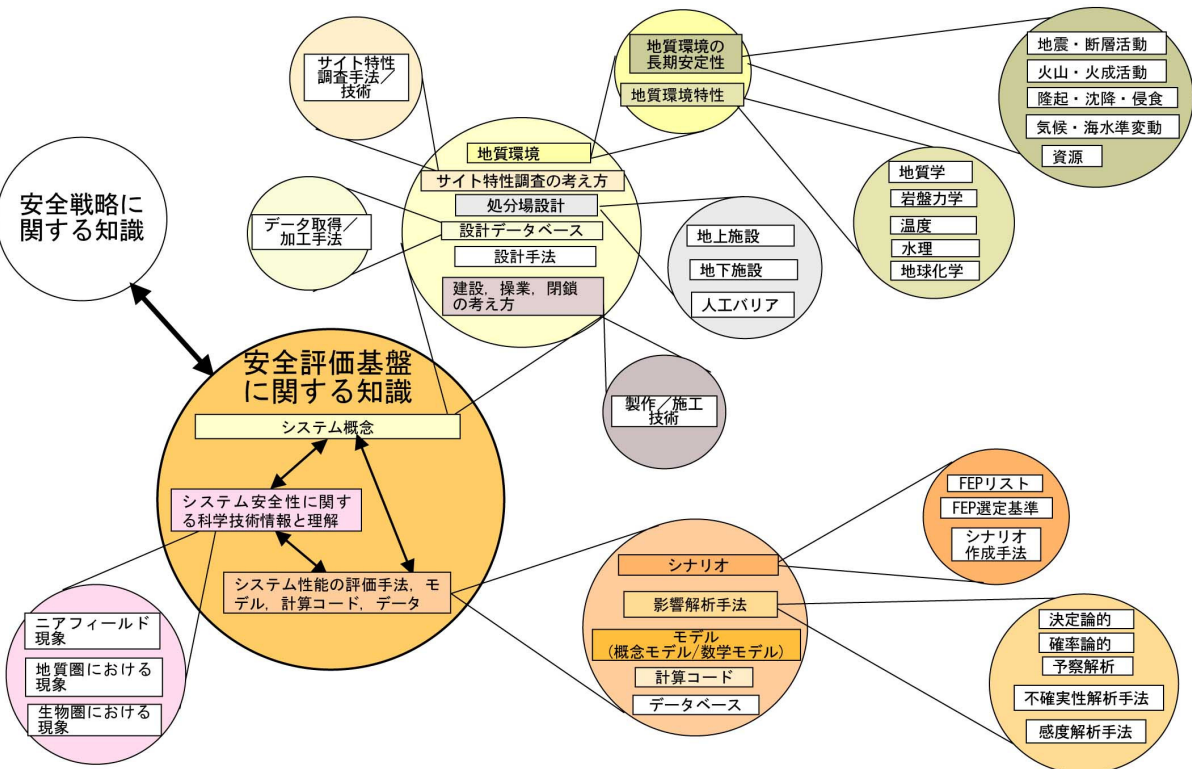 サイト特性
調査手法／
技術
地質環境の
長期安定性
地質環境特性
地震・断層活動
火山・火成活動
隆起・沈降・侵食
気候・海水準変動
資源
地質環境
サイト特性調査の考え方
処分場設計
設計データベース
設計手法
建設，操業，閉鎖
の考え方
地質学
岩盤力学
温度
水理
地球化学
安全戦略に
関する知識
データ取得／
加工手法
地上施設
地下施設
人工バリア
製作／施工
技術
安全評価基盤
に関する知識
システム概念
システム安全性に関す
る科学技術情報と理解
システム性能の評価手法，モ
デル，計算コード，データ
ニアフィールド
現象
地質圏における
現象
生物圏における
現象
シナリオ
影響解析手法
モデル
(概念モデル/数学モデル)
計算コード
データベース
FEPリスト
FEP選定基準
シナリオ
作成手法
決定論的
確率論的
予察解析
不確実性解析手法
感度解析手法